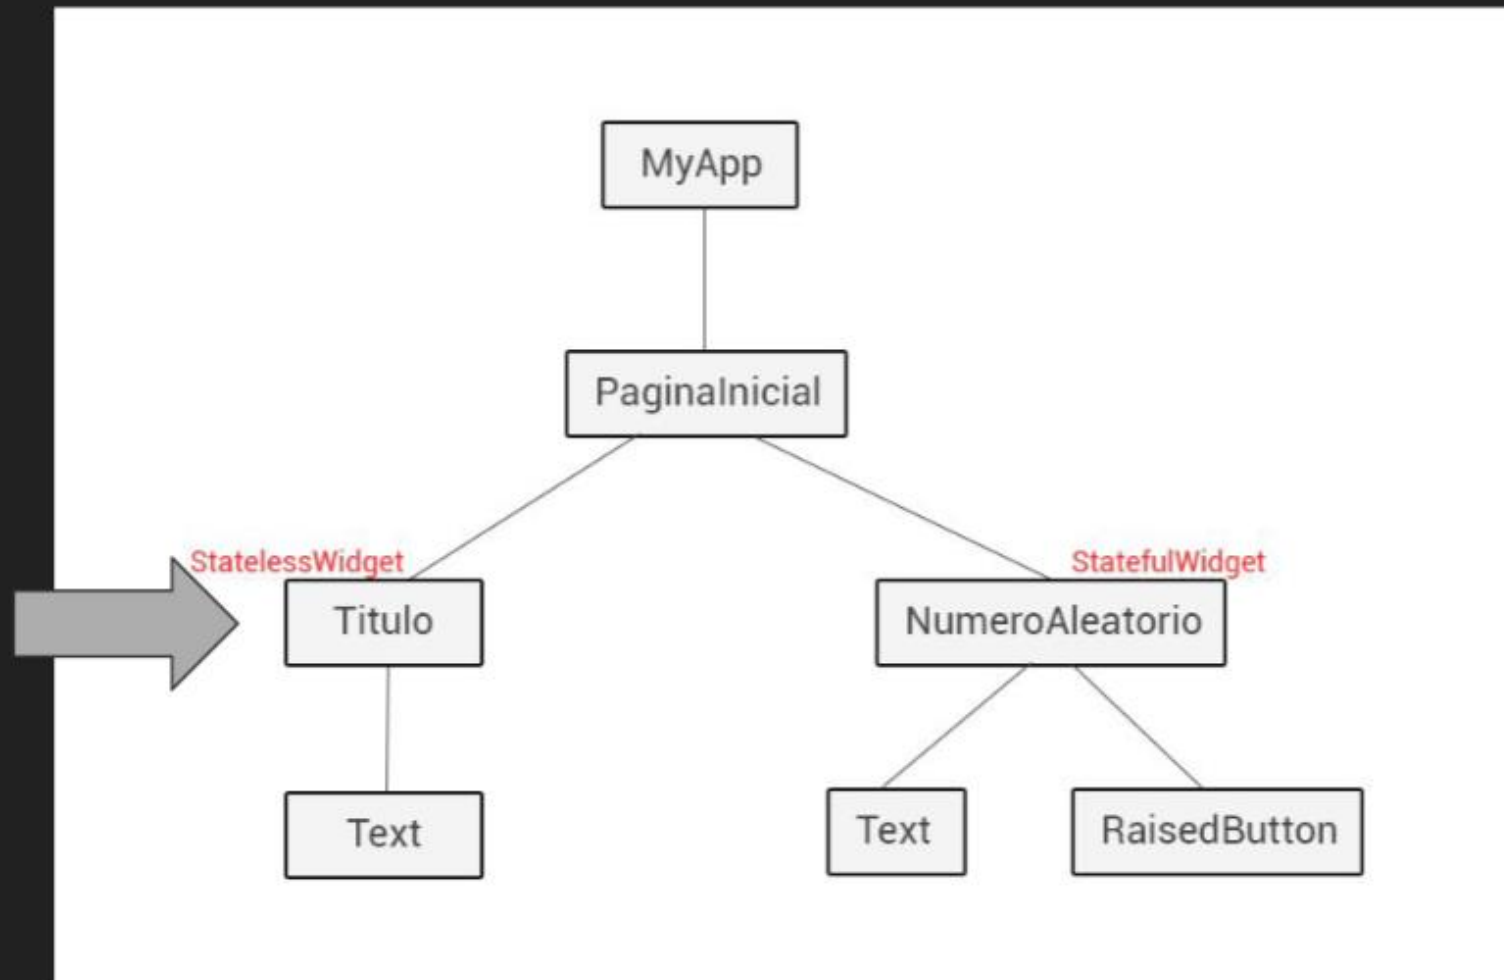 MyApp
PaginaInicial
StatelessWidget
StatefulWidget
Titulo
NumeroAleatorio
Text
Text
RaisedButton